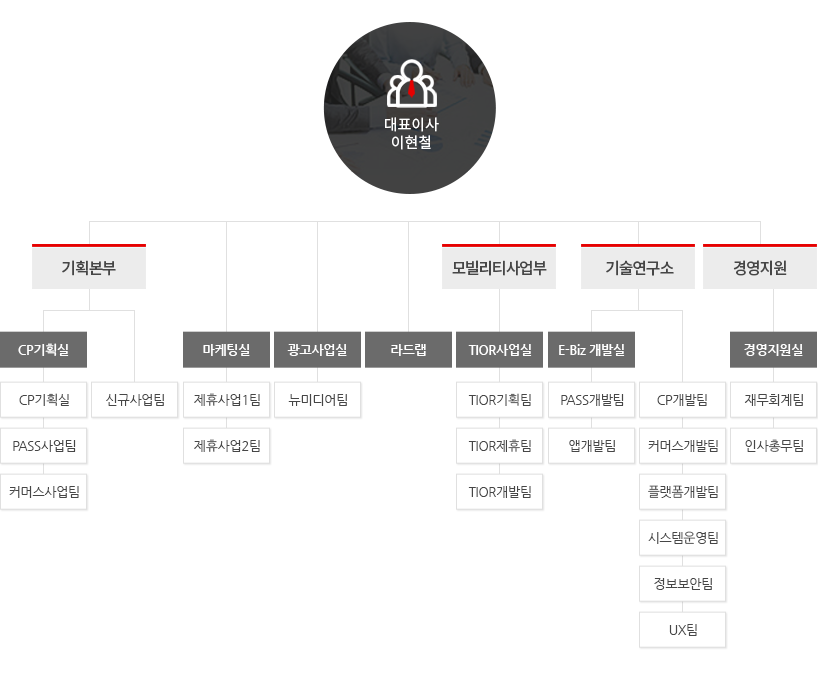 대표이사
이현철
기획본부
모빌리티사업부
기술연구소
경영지원
CP기획실
마케팅실
광고사업실
라드랩
TIOR사업실
E-Biz 개발실
경영지원실
CP기획실
신규사업팀
제휴사업1팀
뉴미디어팀
TIOR기획팀
PASS개발팀
CP개발팀
재무회계팀
PASS사업팀
제휴사업2팀
TIOR제휴팀
앱개발팀
커머스개발팀
인사총무팀
커머스사업팀
TIOR개발팀
플랫폼개발팀
시스템운영팀
정보보안팀
UX팀